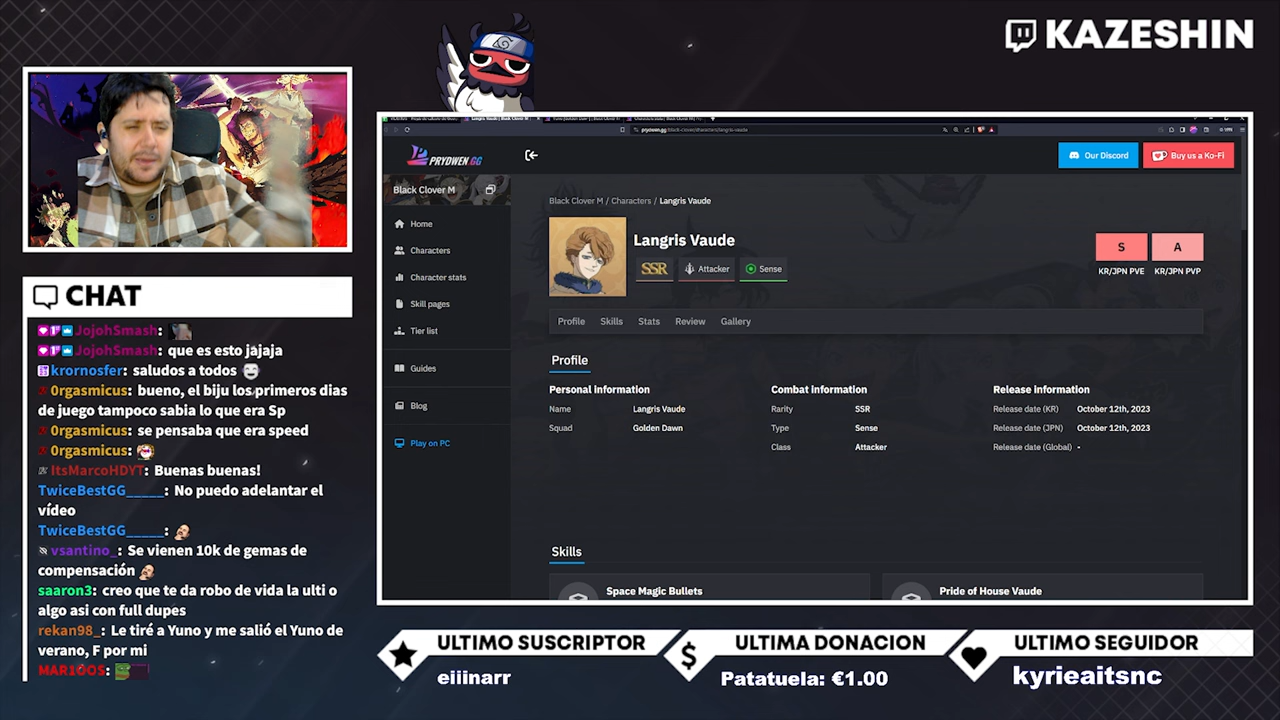 KAZESHIN
CHAT
JojohSmash:
JojohSmash: que es esto jajaja
krornosfer: saludos a todos
0rgasmicus: bueno, el biju los primeros dias
de juego tampoco sabia lo que era Sp
0rgasmicus: se pensaba que era speed
0rgasmicus:
ItsMarcoHDYT: Buenas buenas!
TwiceBestGG_____: No puedo adelantar el
vídeo
TwiceBestGG_____:
vsantino_: Se vienen 10k de gemas de
compensación
saaron3: creo que te da robo de vida la ulti o
algo asi con full dupes
rekan98_: Le tiré a Yuno y me salió el Yuno de
verano, F por mi
MAR1OOS:
PRYDWEN GG
Our Discord
Buy us a Ko-Fi
Black Clover M
Home
Characters
Character stats
Skill pages
Tier list
Guides
Blog
Play on PC
Black Clover M / Characters / Langris Vaude
Langris Vaude
SSR
Attacker
Sense
S
A
KR/JPN PVE
KR/JPN PVP
Profile
Skills
Stats
Review
Gallery
Profile
Personal information
Name Langris Vaude
Squad Golden Dawn
Combat information
Rarity SSR
Type Sense
Class Attacker
Release information
Release date (KR) October 12th, 2023
Release date (JPN) October 12th, 2023
Release date (Global) -
Skills
Space Magic Bullets
Pride of House Vaude
ULTIMO SUSCRIPTOR
eiiinarr
ULTIMA DONACION
Patatuela: €1.00
ULTIMO SEGUIDOR
kyrieaitsnc